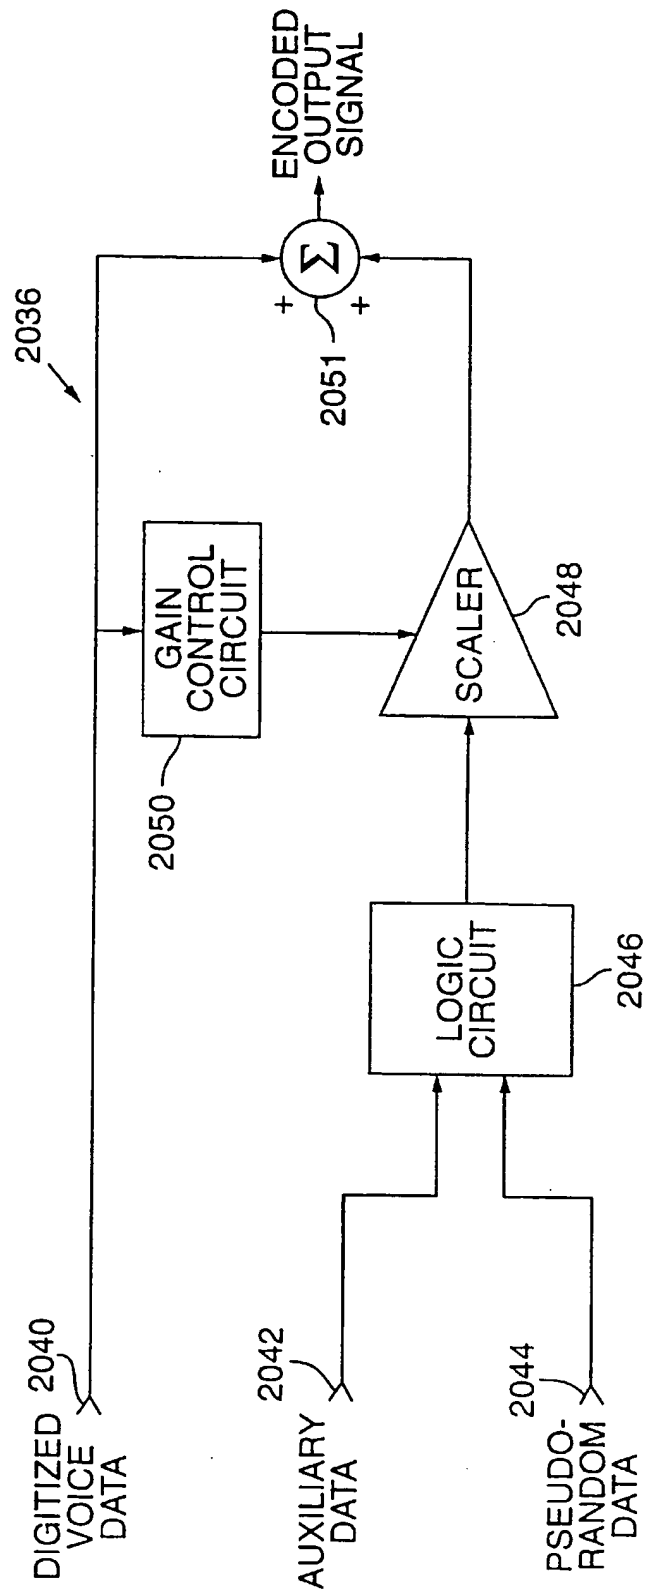 2036
DIGITIZED
VOICE
DATA
2040
AUXILIARY
DATA
2042
PSEUDO-
RANDOM
DATA
2044
LOGIC
CIRCUIT
2046
GAIN
CONTROL
CIRCUIT
2050
SCALER
2048
+
Σ
+
2051
ENCODED
OUTPUT
SIGNAL